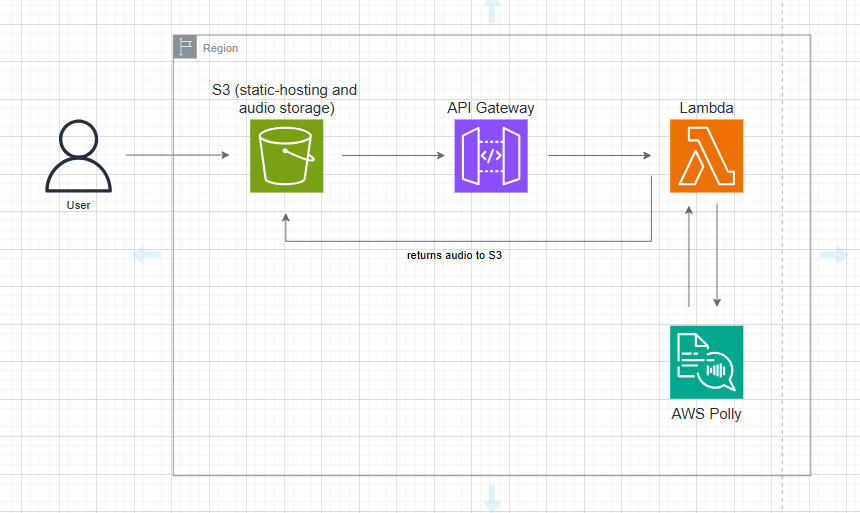 Region
S3 (static-hosting and
audio storage)
API Gateway
Lambda
</>
User
returns audio to S3
AWS Polly